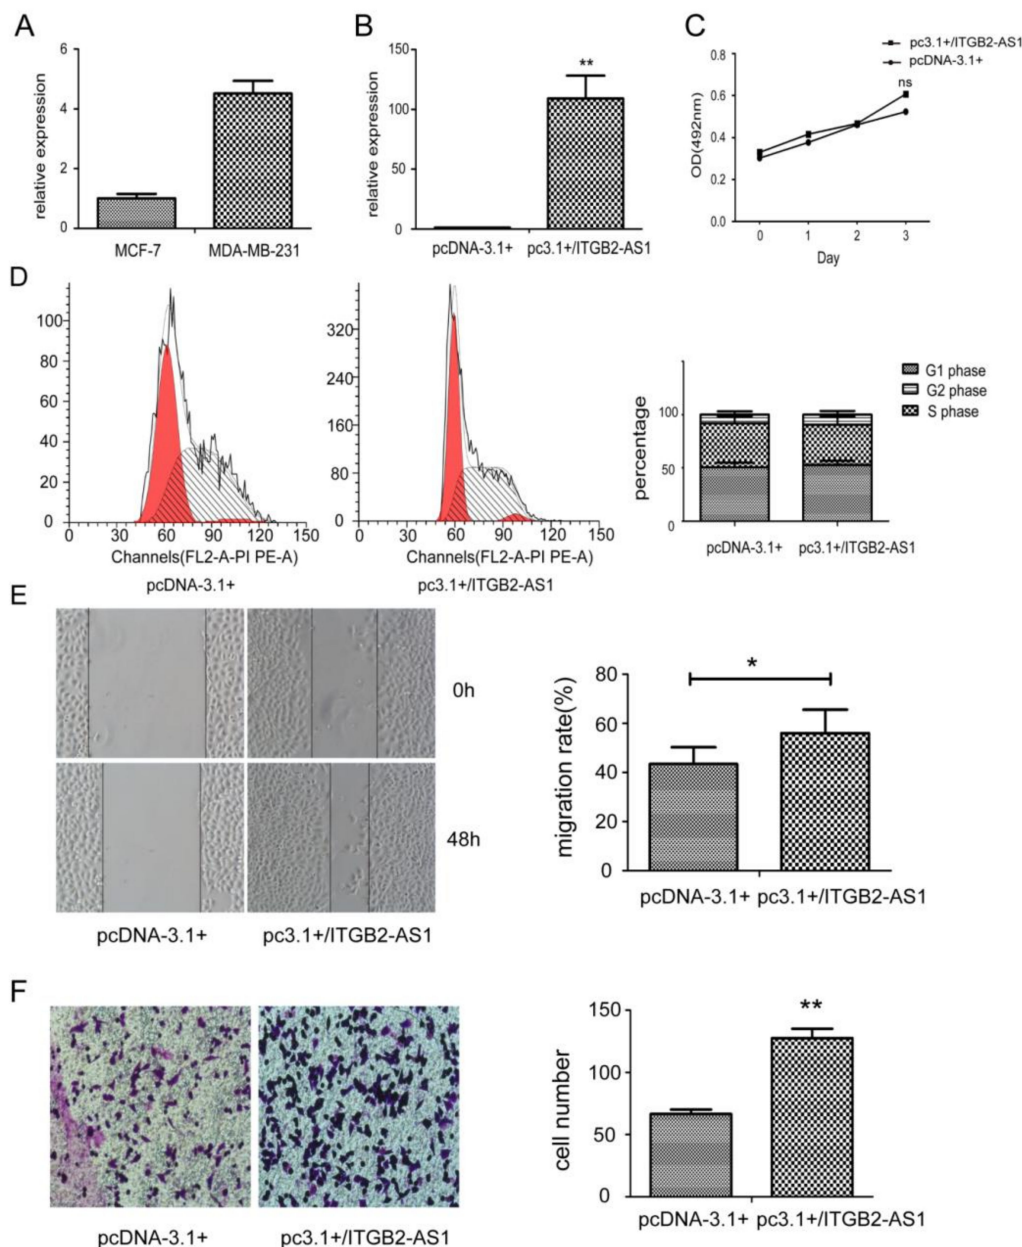 A
6
4
2
0
relative expression
MCF-7 MDA-MB-231
B
150
100
50
0
relative expression
**
pcDNA-3.1+ pc3.1+/ITGB2-AS1
C
pc3.1+/ITGB2-AS1
pcDNA-3.1+
ns
0.8
0.6
0.4
0.2
0.0
OD(492nm)
0 1 2 3
Day
D
100
80
60
40
20
0
0 30 60 90 120 150
Channels(FL2-A-PI PE-A)
pcDNA-3.1+
320
240
160
80
0
0 30 60 90 120 150
Channels(FL2-A-PI PE-A)
pc3.1+/ITGB2-AS1
G1 phase
G2 phase
S phase
100
50
0
percentage
pcDNA-3.1+ pc3.1+/ITGB2-AS1
E
0h
48h
pcDNA-3.1+ pc3.1+/ITGB2-AS1
80
60
40
20
0
migration rate(%)
*
pcDNA-3.1+ pc3.1+/ITGB2-AS1
F
pcDNA-3.1+ pc3.1+/ITGB2-AS1
150
100
50
0
cell number
**
pcDNA-3.1+ pc3.1+/ITGB2-AS1